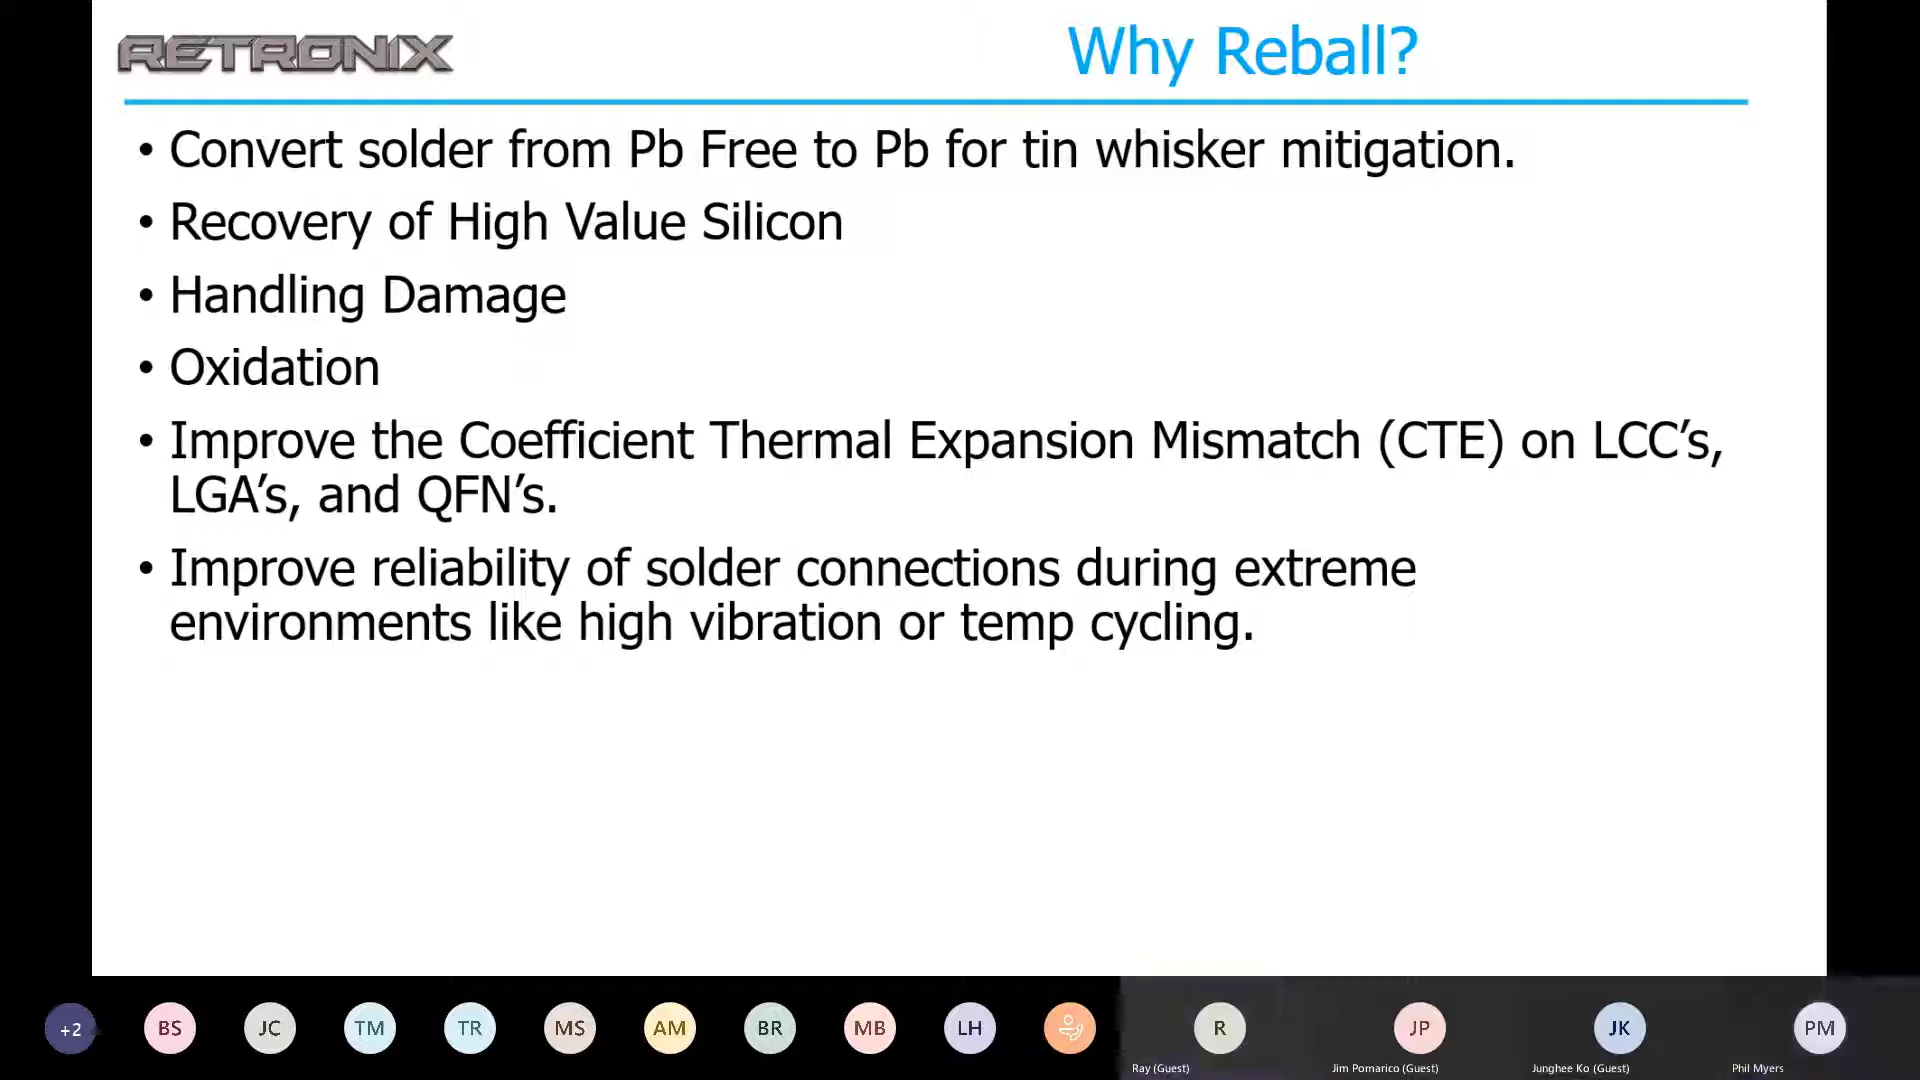 RETRONIX
Why Reball?
• Convert solder from Pb Free to Pb for tin whisker mitigation.
• Recovery of High Value Silicon
• Handling Damage
• Oxidation
• Improve the Coefficient Thermal Expansion Mismatch (CTE) on LCC’s,
LGA’s, and QFN’s.
• Improve reliability of solder connections during extreme
environments like high vibration or temp cycling.
+2
BS
JC
TM
TR
MS
AM
BR
MB
LH
R
JP
JK
PM
Ray (Guest)
Jim Pomarico (Guest)
Junghee Ko (Guest)
Phil Myers